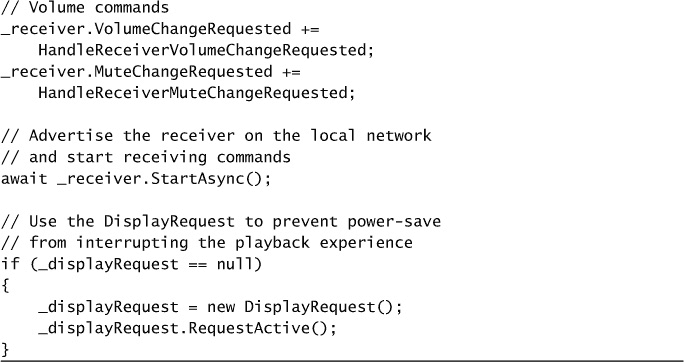 // Volume commands
_receiver.VolumeChangeRequested +=
    HandleReceiverVolumeChangeRequested;
_receiver.MuteChangeRequested +=
    HandleReceiverMuteChangeRequested;

// Advertise the receiver on the local network
// and start receiving commands
await _receiver.StartAsync();

// Use the DisplayRequest to prevent power-save
// from interrupting the playback experience
if (_displayRequest == null)
{
    _displayRequest = new DisplayRequest();
    _displayRequest.RequestActive();
}